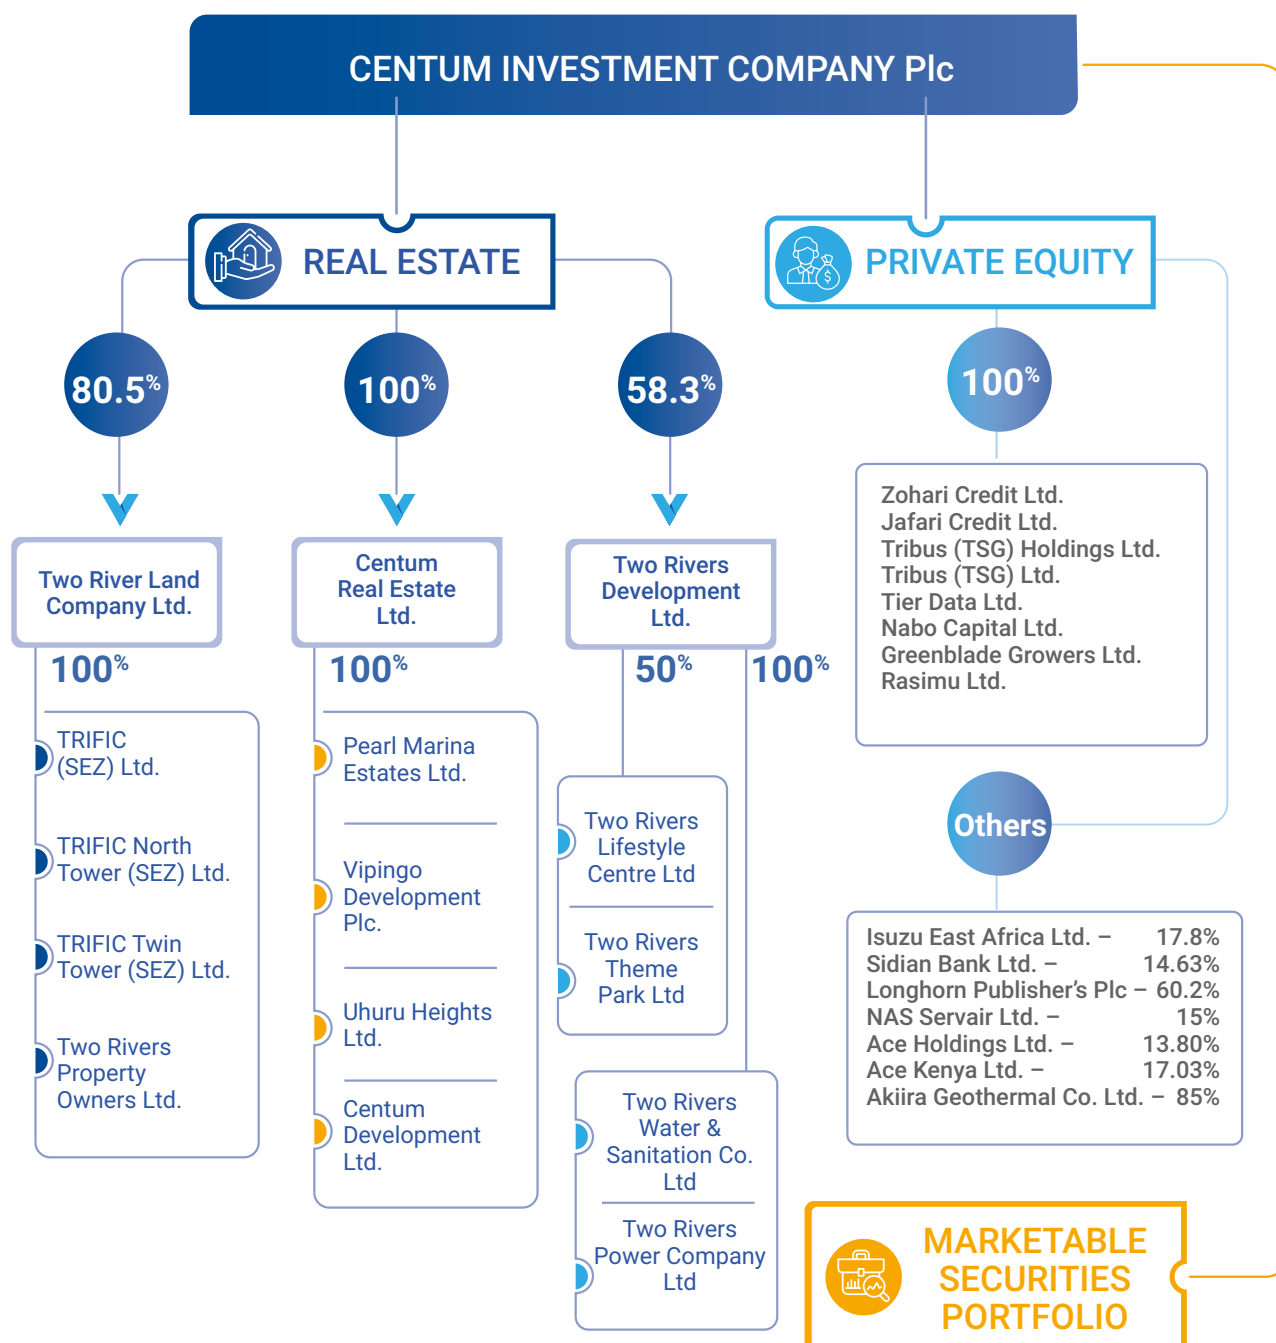 CENTUM INVESTMENT COMPANY Plc
REAL ESTATE
80.5%
100%
58.3%
Two River Land
Company Ltd.
100%
TRIFIC
(SEZ) Ltd.
TRIFIC North
Tower (SEZ) Ltd.
TRIFIC Twin
Tower (SEZ) Ltd.
Two Rivers
Property
Owners Ltd.
Centum
Real Estate
Ltd.
100%
Pearl Marina
Estates Ltd.
Vipingo
Development
Plc.
Uhuru Heights
Ltd.
Centum
Development
Ltd.
Two Rivers
Development
Ltd.
50%
100%
Two Rivers
Lifestyle
Centre Ltd
Two Rivers
Theme
Park Ltd
Two Rivers
Water &
Sanitation Co.
Ltd
Two Rivers
Power Company
Ltd
PRIVATE EQUITY
$
100%
Zohari Credit Ltd.
Jafari Credit Ltd.
Tribus (TSG) Holdings Ltd.
Tribus (TSG) Ltd.
Tier Data Ltd.
Nabo Capital Ltd.
Greenblade Growers Ltd.
Rasimu Ltd.
Others
Isuzu East Africa Ltd. – 17.8%
Sidian Bank Ltd. – 14.63%
Longhorn Publisher’s Plc – 60.2%
NAS Servair Ltd. – 15%
Ace Holdings Ltd. – 13.80%
Ace Kenya Ltd. – 17.03%
Akiira Geothermal Co. Ltd. – 85%
MARKETABLE
SECURITIES
PORTFOLIO